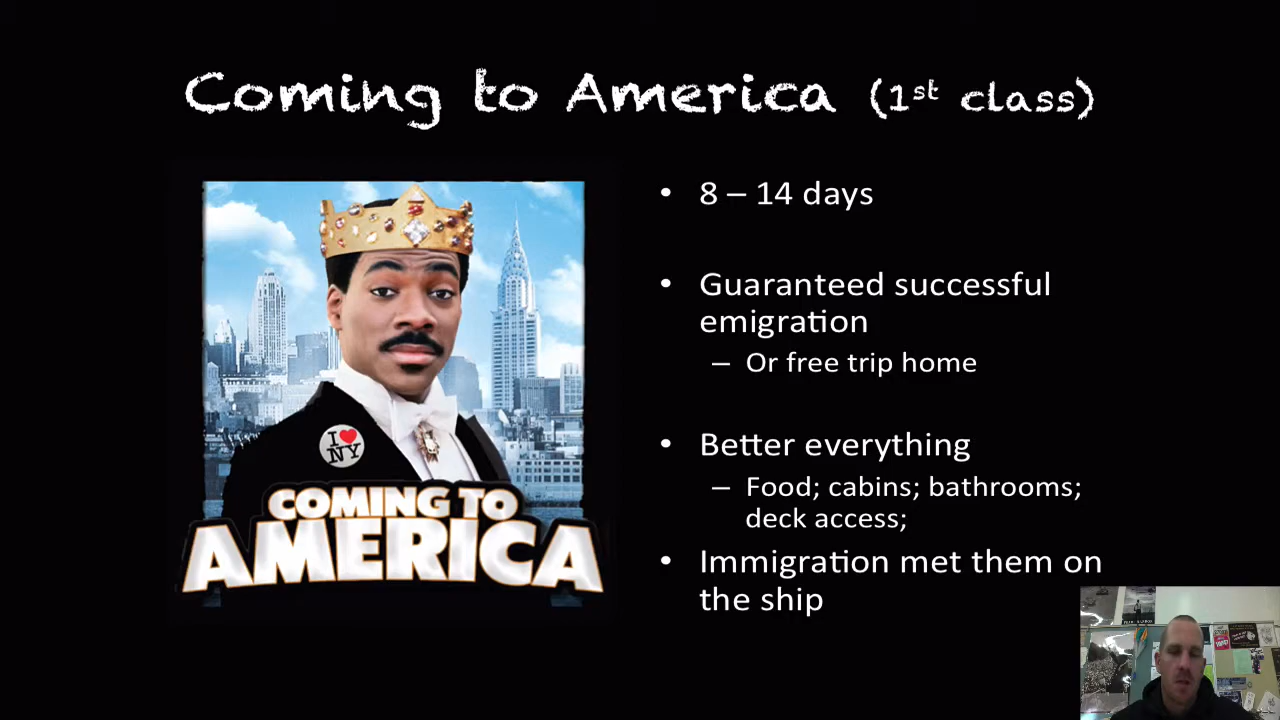 Coming to America (1st class)
• 8 – 14 days
• Guaranteed successful
emigration
– Or free trip home
• Better everything
– Food; cabins; bathrooms;
deck access;
• Immigration met them on
the ship
I ♥
NY
COMING TO
AMERICA